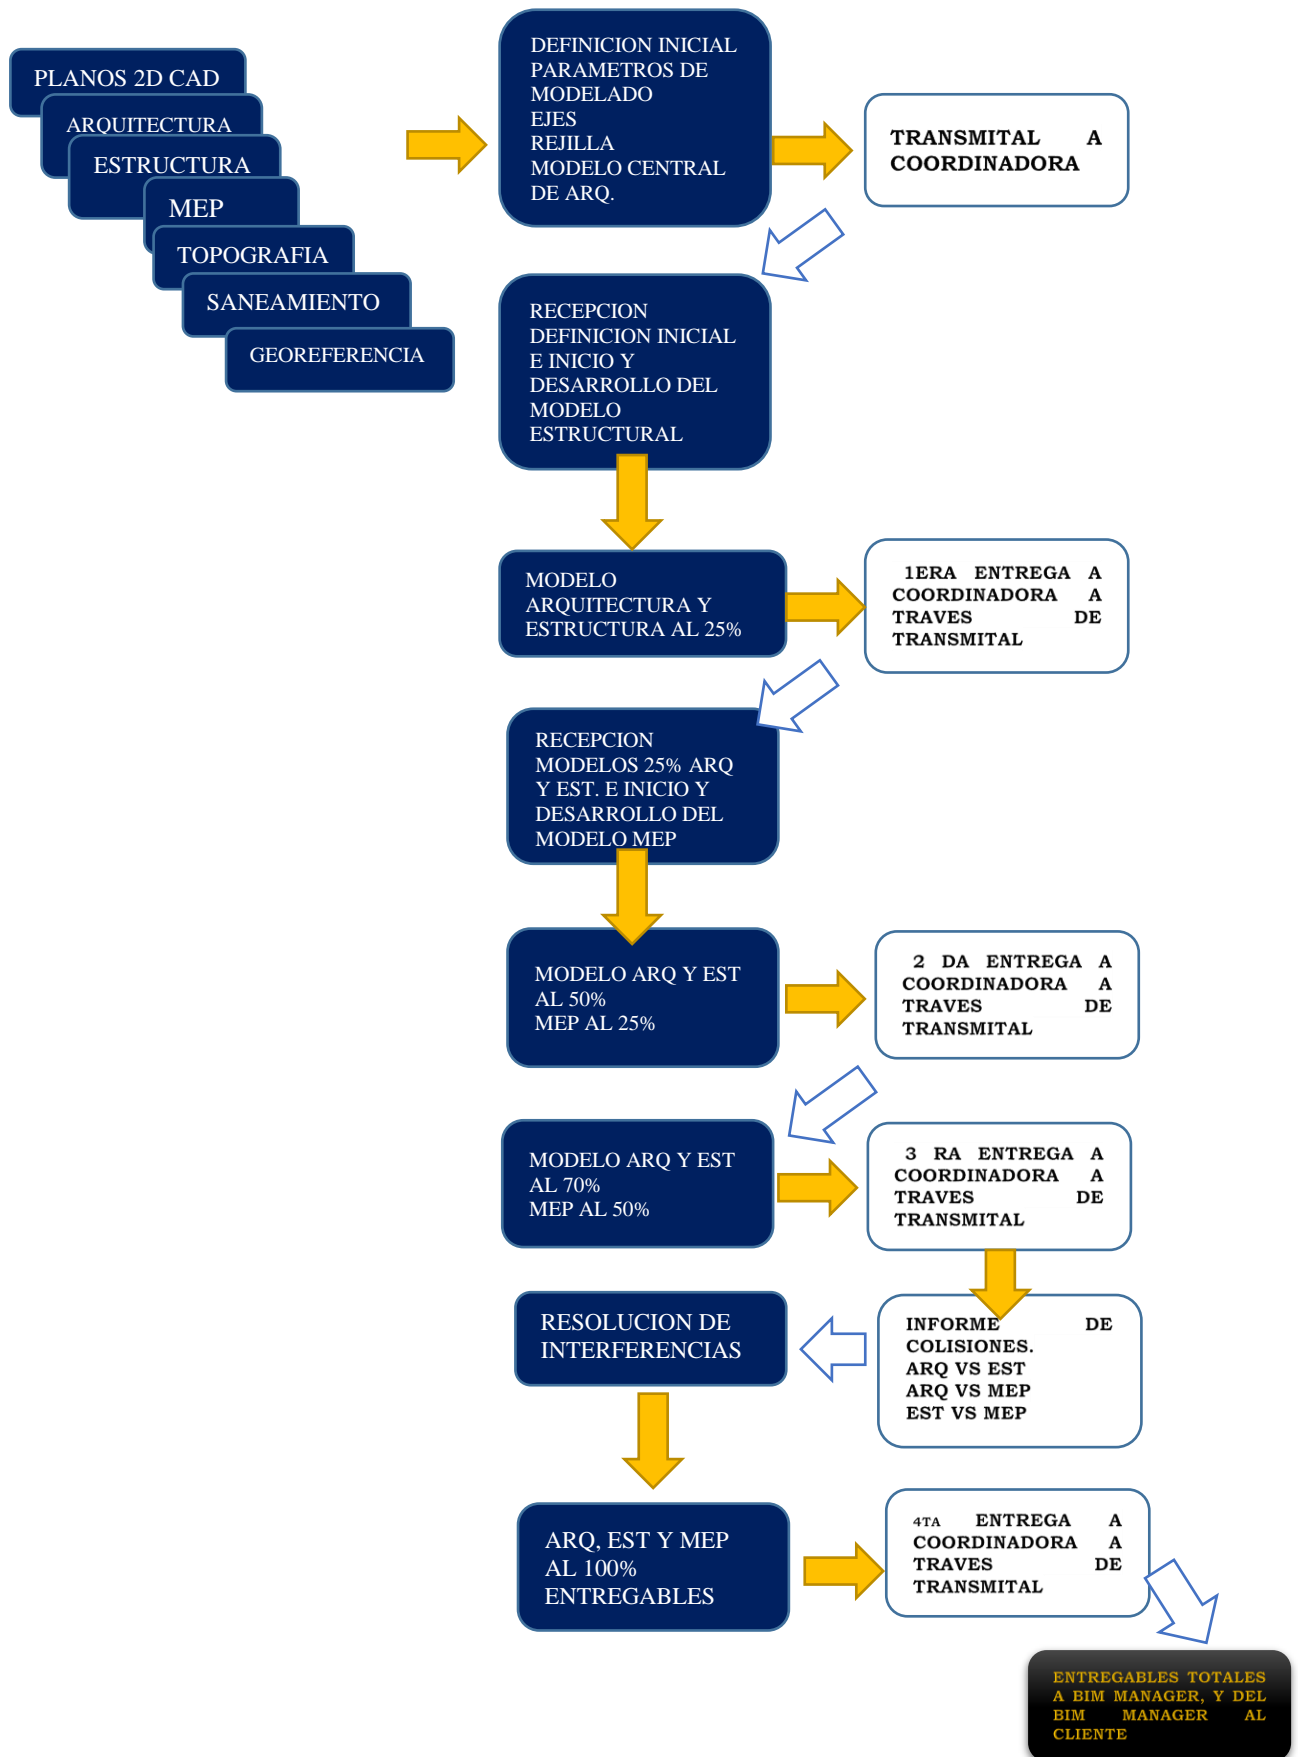 PLANOS 2D CAD
ARQUITECTURA
ESTRUCTURA
MEP
TOPOGRAFIA
SANEAMIENTO
GEOREFERENCIA
DEFINICION INICIAL
PARAMETROS DE
MODELADO
EJES
REJILLA
MODELO CENTRAL
DE ARQ.
TRANSMITAL A
COORDINADORA
RECEPCION
DEFINICION INICIAL
E INICIO Y
DESARROLLO DEL
MODELO
ESTRUCTURAL
MODELO
ARQUITECTURA Y
ESTRUCTURA AL 25%
1ERA ENTREGA A
COORDINADORA A
TRAVES DE
TRANSMITAL
RECEPCION
MODELOS 25% ARQ
Y EST. E INICIO Y
DESARROLLO DEL
MODELO MEP
MODELO ARQ Y EST
AL 50%
MEP AL 25%
2 DA ENTREGA A
COORDINADORA A
TRAVES DE
TRANSMITAL
MODELO ARQ Y EST
AL 70%
MEP AL 50%
3 RA ENTREGA A
COORDINADORA A
TRAVES DE
TRANSMITAL
RESOLUCION DE
INTERFERENCIAS
INFORME DE
COLISIONES.
ARQ VS EST
ARQ VS MEP
EST VS MEP
ARQ, EST Y MEP
AL 100%
ENTREGABLES
4TA ENTREGA A
COORDINADORA A
TRAVES DE
TRANSMITAL
ENTREGABLES TOTALES
A BIM MANAGER, Y DEL
BIM MANAGER AL
CLIENTE